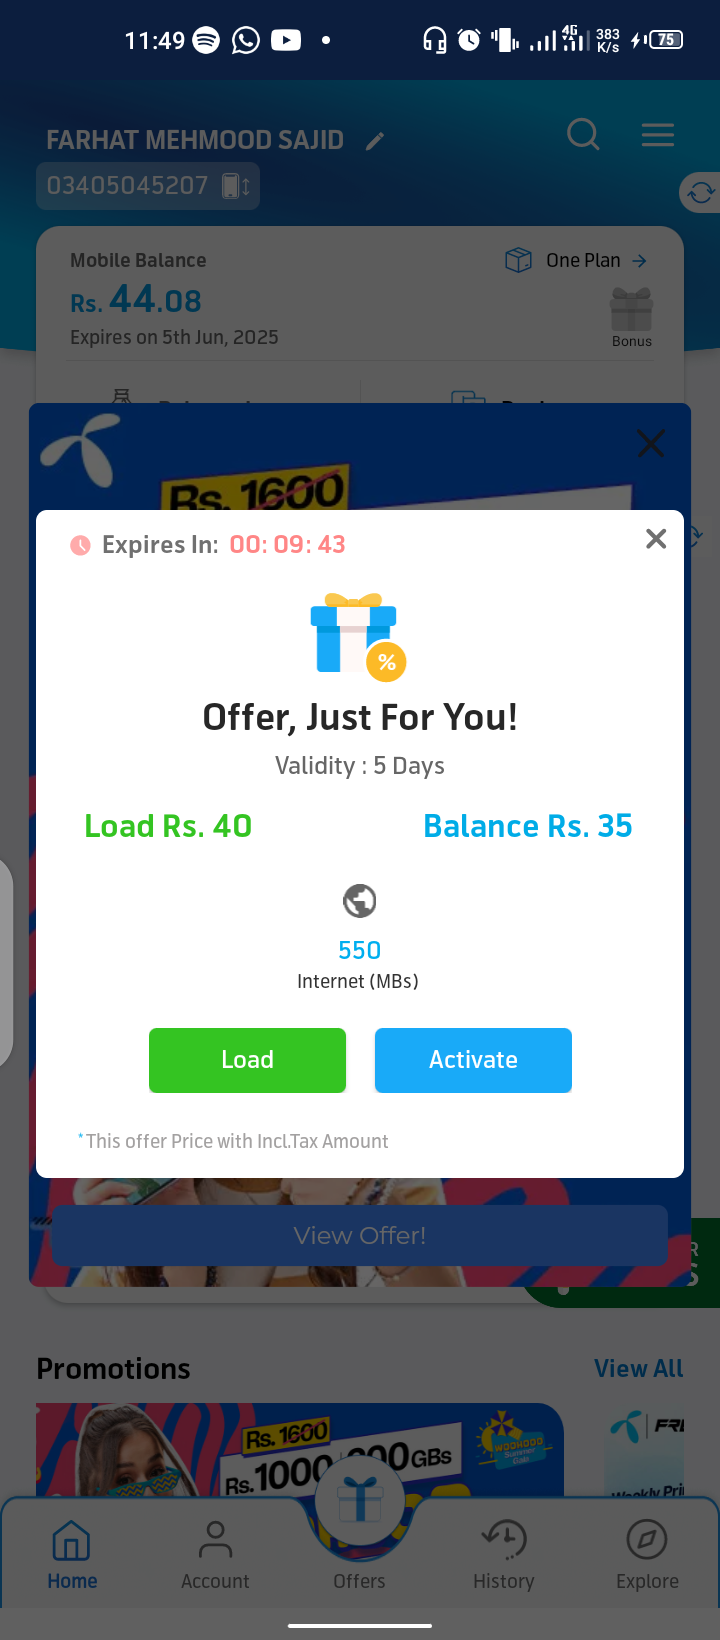 11:49
4G
383
K/s
75
FARHAT MEHMOOD SAJID
03405045207
Mobile Balance
One Plan
Rs. 44.08
Expires on 5th Jun, 2025
Bonus
Rs. 1600
Expires In: 00: 09: 43
%
Offer, Just For You!
Validity : 5 Days
Load Rs. 40
Balance Rs. 35
550
Internet (MBs)
Load
Activate
*This offer Price with Incl.Tax Amount
View Offer!
Promotions
View All
Rs. 1600
Rs. 1000
GBs
WOOHOOO
Summer
Home
Account
Offers
History
Explore